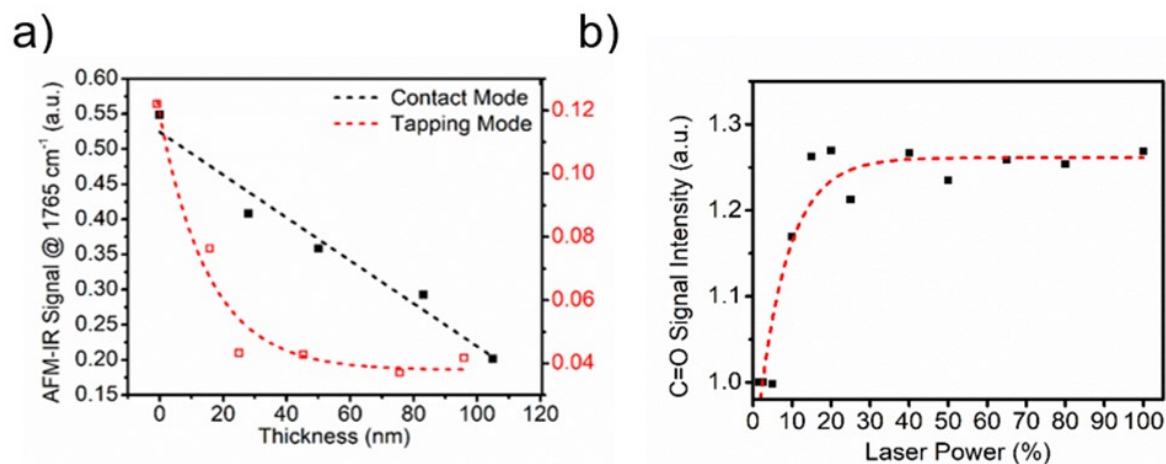 a)
AFM-IR Signal @ 1765 cm⁻¹ (a.u.)
0.60
0.55
0.50
0.45
0.40
0.35
0.30
0.25
0.20
0.15
Contact Mode
Tapping Mode
0.12
0.10
0.08
0.06
0.04
0 20 40 60 80 100 120
Thickness (nm)
b)
C=O Signal Intensity (a.u.)
1.3
1.2
1.1
1.0
0 10 20 30 40 50 60 70 80 90 100
Laser Power (%)